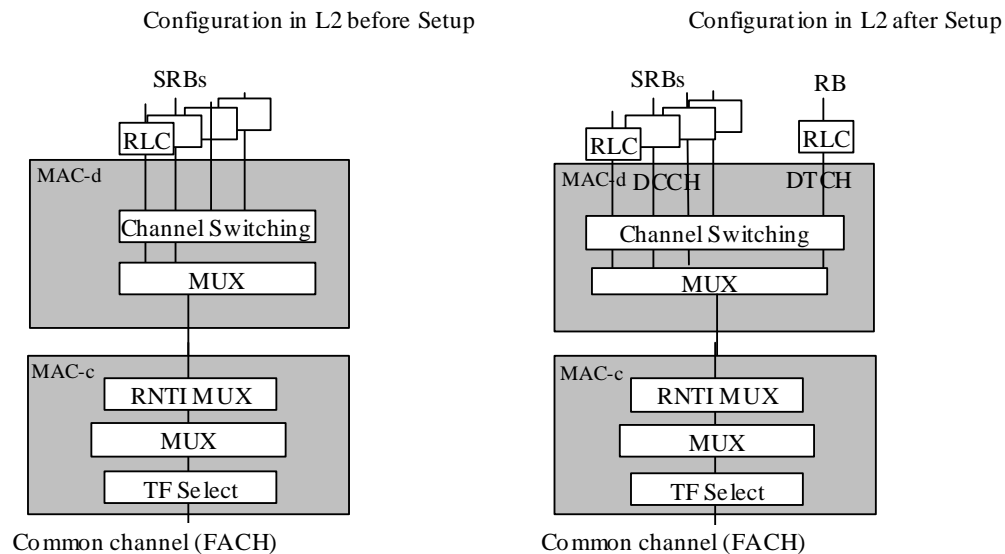 Configuration in L2 before Setup
SRBs
RLC
MAC-d
Channel Switching
MUX
MAC-c
RNTI MUX
MUX
TF Select
Common channel (FACH)
Configuration in L2 after Setup
SRBs
RB
RLC
RLC
MAC-d
DCCH
DTCH
Channel Switching
MUX
MAC-c
RNTI MUX
MUX
TF Select
Common channel (FACH)